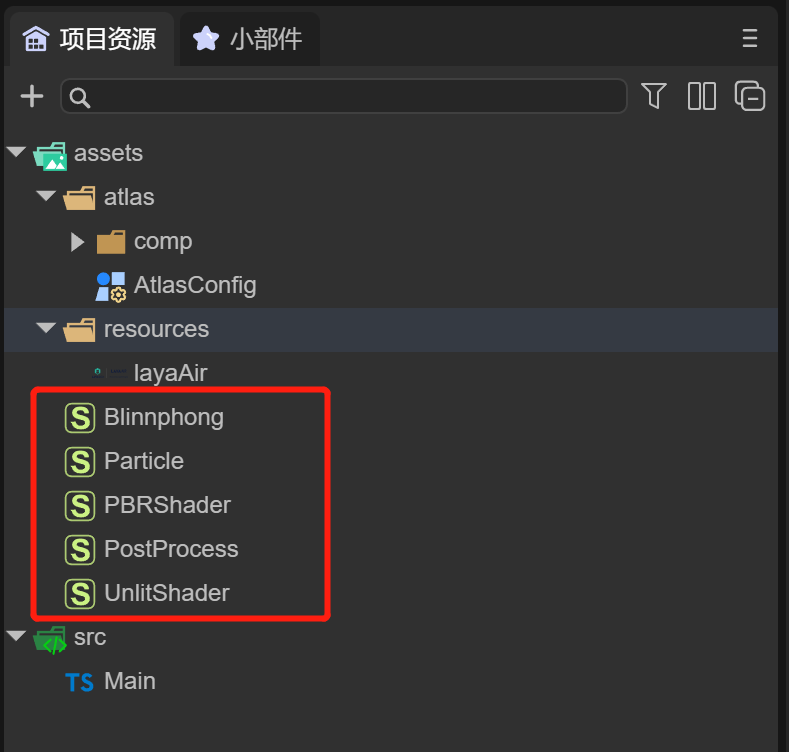 项目资源 小部件
assets
atlas
comp
AtlasConfig
resources
layaAir
Blinnphong
Particle
PBRShader
PostProcess
UnlitShader
src
TS Main